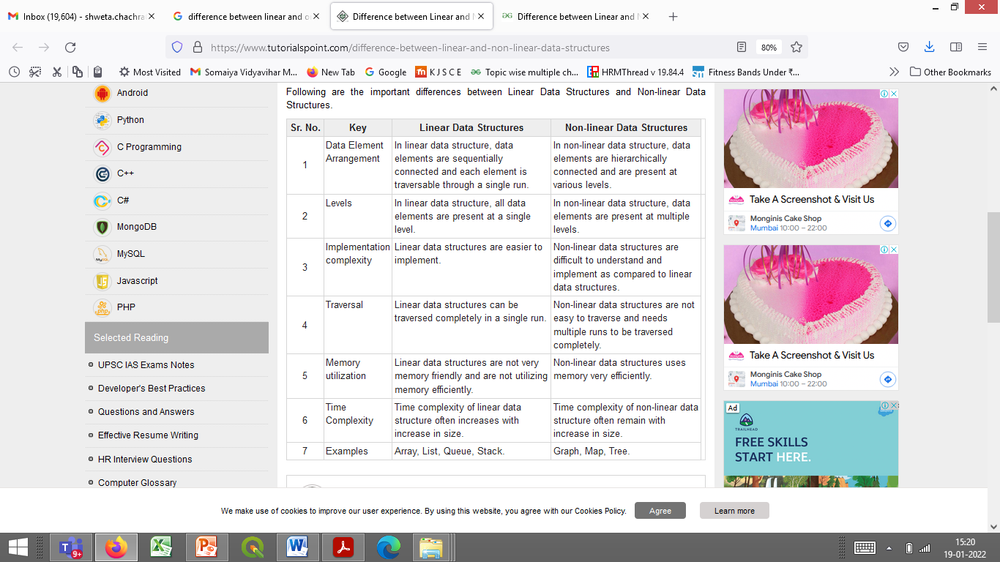 Inbox (19,604) - shweta.chachra
difference between linear and o
Difference between Linear and
Difference between Linear and
https://www.tutorialspoint.com/difference-between-linear-and-non-linear-data-structures
80%
Most Visited
Somaiya Vidyavihar M...
New Tab
Google
K J S C E
Topic wise multiple ch...
HRMThread v 19.84.4
Fitness Bands Under ₹...
Other Bookmarks
Android
Python
C Programming
C++
C#
MongoDB
MySQL
Javascript
PHP
Selected Reading
UPSC IAS Exams Notes
Developer's Best Practices
Questions and Answers
Effective Resume Writing
HR Interview Questions
Computer Glossary
Following are the important differences between Linear Data Structures and Non-linear Data
Structures.
Sr. No. Key Linear Data Structures Non-linear Data Structures
1
Data Element
Arrangement
In linear data structure, data
elements are sequentially
connected and each element is
traversable through a single run.
In non-linear data structure, data
elements are hierarchically
connected and are present at
various levels.
2
Levels
In linear data structure, all data
elements are present at a single
level.
In non-linear data structure, data
elements are present at multiple
levels.
3
Implementation
complexity
Linear data structures are easier to
implement.
Non-linear data structures are
difficult to understand and
implement as compared to linear
data structures.
4
Traversal
Linear data structures can be
traversed completely in a single run.
Non-linear data structures are not
easy to traverse and needs
multiple runs to be traversed
completely.
5
Memory
utilization
Linear data structures are not very
memory friendly and are not utilizing
memory efficiently.
Non-linear data structures uses
memory very efficiently.
6
Time
Complexity
Time complexity of linear data
structure often increases with
increase in size.
Time complexity of non-linear data
structure often remain with
increase in size.
7
Examples
Array, List, Queue, Stack.
Graph, Map, Tree.
Take A Screenshot & Visit Us
Monginis Cake Shop
Mumbai 10:00 – 22:00
Take A Screenshot & Visit Us
Monginis Cake Shop
Mumbai 10:00 – 22:00
Ad
TRAILHEAD
FREE SKILLS
START HERE.
We make use of cookies to improve our user experience. By using this website, you agree with our Cookies Policy.
Agree
Learn more
9+
15:20
19-01-2022